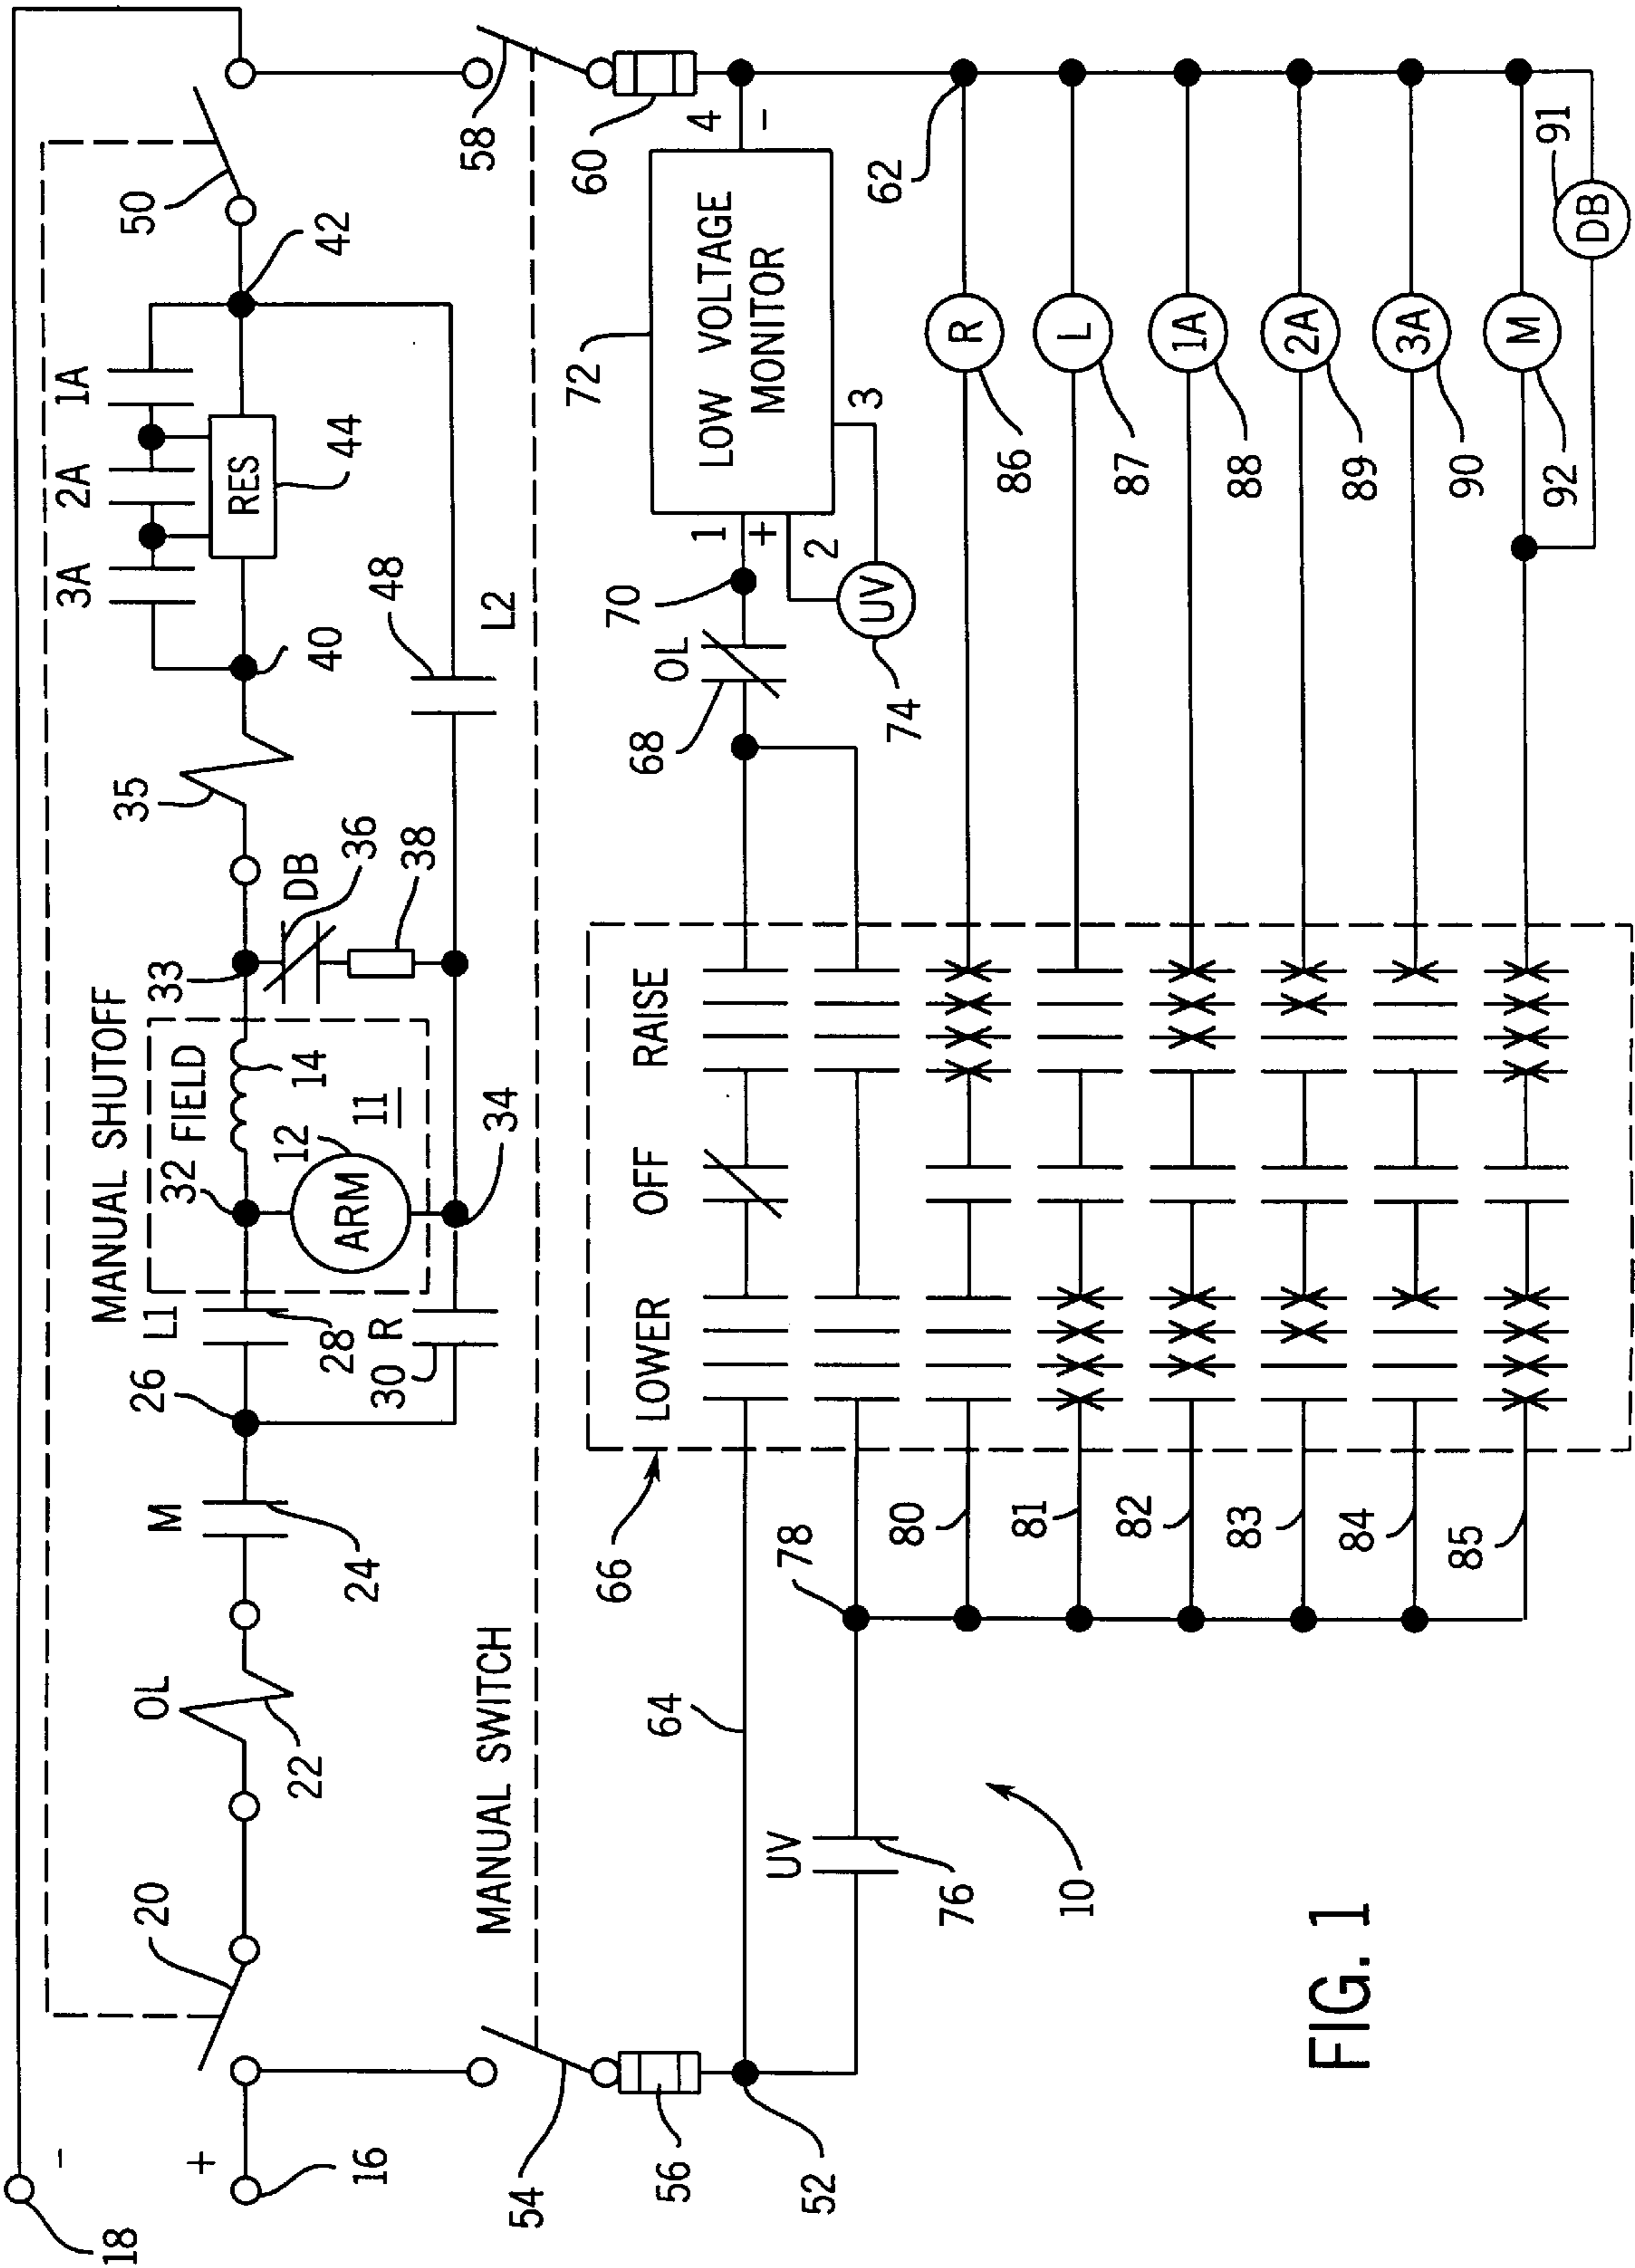 18
-
+
16
20
OL
22
M
24
26
L1
28
R
30
MANUAL SHUTOFF
32
FIELD
14
12
11
ARM
34
33
DB
36
38
35
40
3A
2A
1A
RES
44
42
48
L2
50
MANUAL SWITCH
54
56
52
58
60
4
-
62
64
UV
76
78
10
66
LOWER
OFF
RAISE
OL
68
70
1
+
2
3
UV
74
72
LOW VOLTAGE
MONITOR
80
81
82
83
84
85
R
86
L
87
1A
88
2A
89
3A
90
M
92
DB
91
FIG. 1